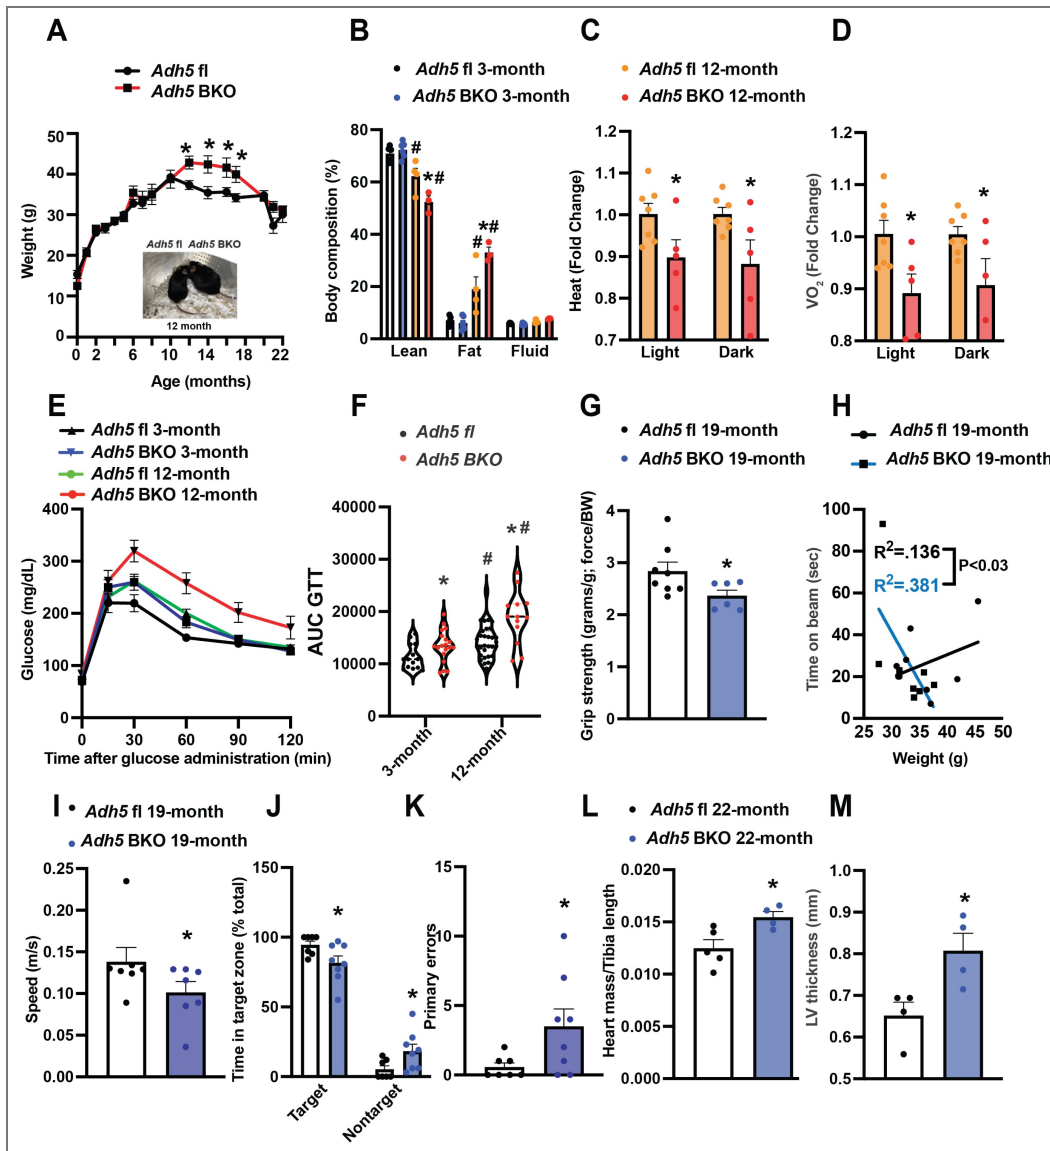 A
Adh5 fl
Adh5 BKO
Weight (g)
50
40
30
20
10
0
Adh5 fl Adh5 BKO
12 month
* * * *
0 2 6 10 14 18 22
Age (months)
B
Adh5 fl 3-month
Adh5 BKO 3-month
Body composition (%)
80
60
40
20
0
# *# # *#
Lean Fat Fluid
C
Adh5 fl 12-month
Adh5 BKO 12-month
Heat (Fold Change)
1.2
1.1
1.0
0.9
0.8
0.7
* *
Light Dark
D
VO2 (Fold Change)
1.2
1.0
1.0
0.9
0.8
* *
Light Dark
E
Adh5 fl 3-month
Adh5 BKO 3-month
Adh5 fl 12-month
Adh5 BKO 12-month
Glucose (mg/dL)
400
300
200
100
0
0 30 60 90 120
Time after glucose administration (min)
F
Adh5 fl
Adh5 BKO
AUC GTT
40000
30000
20000
10000
0
* # *#
3-month 12-month
G
Adh5 fl 19-month
Adh5 BKO 19-month
Grip strength (grams/g; force/BW)
4
3
2
1
0
*
H
Adh5 fl 19-month
Adh5 BKO 19-month
Time on beam (sec)
100
80
60
40
20
0
R2=.136
R2=.381
P<0.03
25 30 35 40 45 50
Weight (g)
I
Adh5 fl 19-month
Adh5 BKO 19-month
Speed (m/s)
0.25
0.20
0.15
0.10
0.05
0.00
*
J
Time in target zone (% total)
150
100
50
0
* *
Target Nontarget
K
Primary errors
15
10
5
0
*
L
Adh5 fl 22-month
Adh5 BKO 22-month
Heart mass/Tibia length
0.020
0.015
0.010
0.005
0.000
*
M
LV thickness (mm)
1.0
0.9
0.8
0.7
0.6
0.5
*